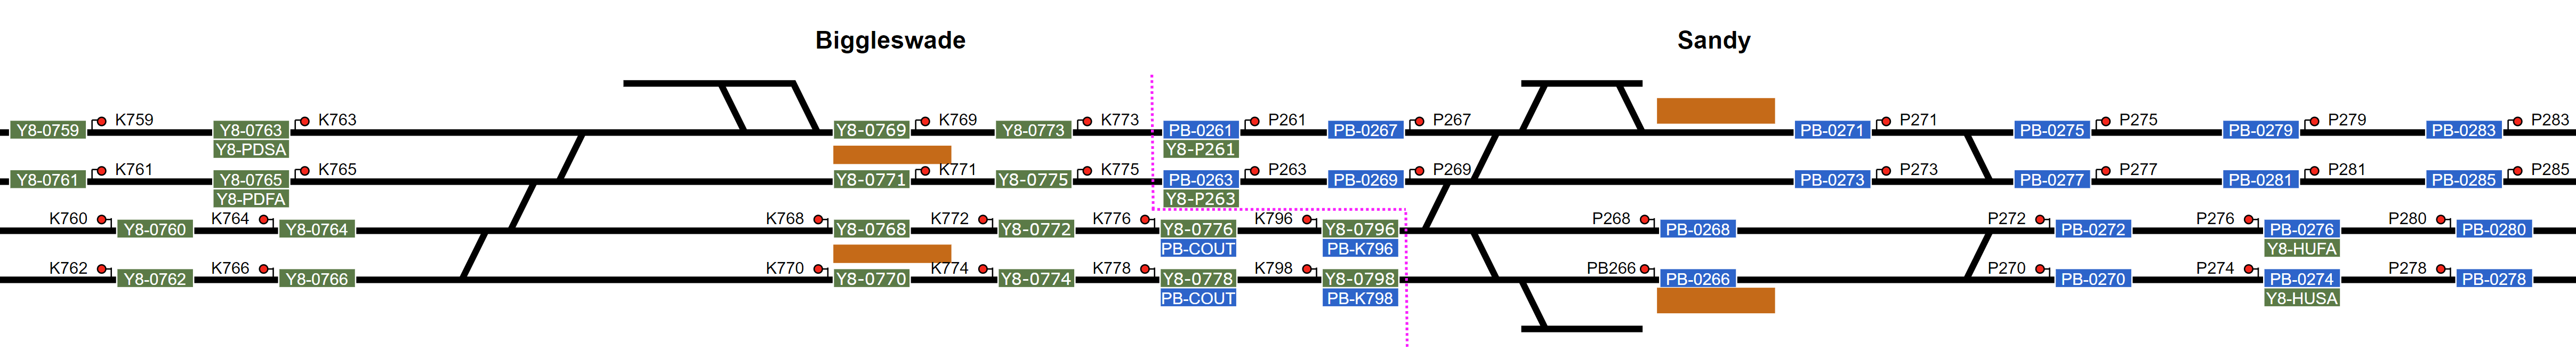 Biggleswade
Sandy
Y8-0759 K759 Y8-0763 K763 Y8-0769 K769 Y8-0773 K773 PB-0261 P261 PB-0267 P267 PB-0271 P271 PB-0275 P275 PB-0279 P279 PB-0283 P283
Y8-PDSA Y8-P261
Y8-0761 K761 Y8-0765 K765 Y8-0771 K771 Y8-0775 K775 PB-0263 P263 PB-0269 P269 PB-0273 P273 PB-0277 P277 PB-0281 P281 PB-0285 P285
Y8-PDFA Y8-P263
K760 Y8-0760 K764 Y8-0764 K768 Y8-0768 K772 Y8-0772 K776 Y8-0776 K796 Y8-0796 P268 PB-0268 P272 PB-0272 P276 PB-0276 P280 PB-0280
PB-COUT PB-K796 Y8-HUFA
K762 Y8-0762 K766 Y8-0766 K770 Y8-0770 K774 Y8-0774 K778 Y8-0778 K798 Y8-0798 PB266 PB-0266 P270 PB-0270 P274 PB-0274 P278 PB-0278
PB-COUT PB-K798 Y8-HUSA